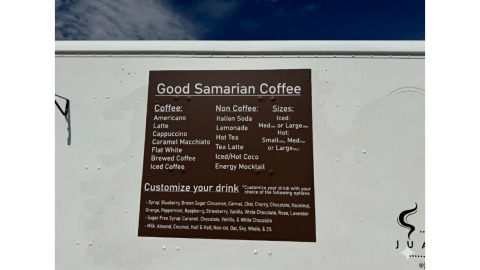 Good Samarian Coffee
Coffee:
Americano
Latte
Cappuccino
Caramel Macchiato
Flat White
Brewed Coffee
Iced Coffee
Non Coffee:
Italian Soda
Lemonade
Hot Tea
Tea Latte
Iced/Hot Coco
Energy Mocktail
Sizes:
Iced:
Med or Large
Hot:
Small, Med
or Large
Customize your drink
*Customize your drink with your
choice of the following options
- Syrup: Blueberry, Brown Sugar Cinnamon, Carmel, Chai, Cherry, Chocolate, Hazelnut,
Orange, Peppermint, Raspberry, Strawberry, Vanilla, White Chocolate, Rose, Lavender
- Sugar Free Syrup: Caramel, Chocolate, Vanilla, & White Chocolate
- Milk: Almond, Coconut, Half & Half, Non-fat, Oat, Soy, Whole, & 2%
JUA